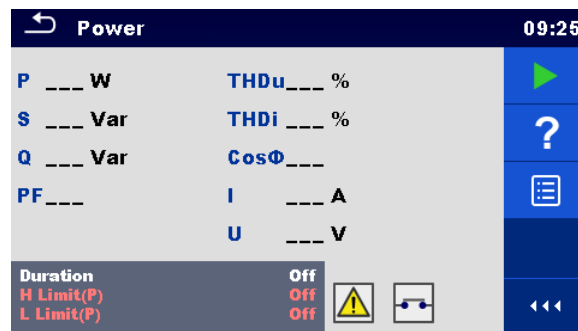 Power 09:25
P ___ W THDu___ %
S ___ Var THDi ___ %
Q ___ Var CosΦ___
PF___ I ___ A
U ___ V
?
Duration Off
H Limit(P) Off
L Limit(P) Off